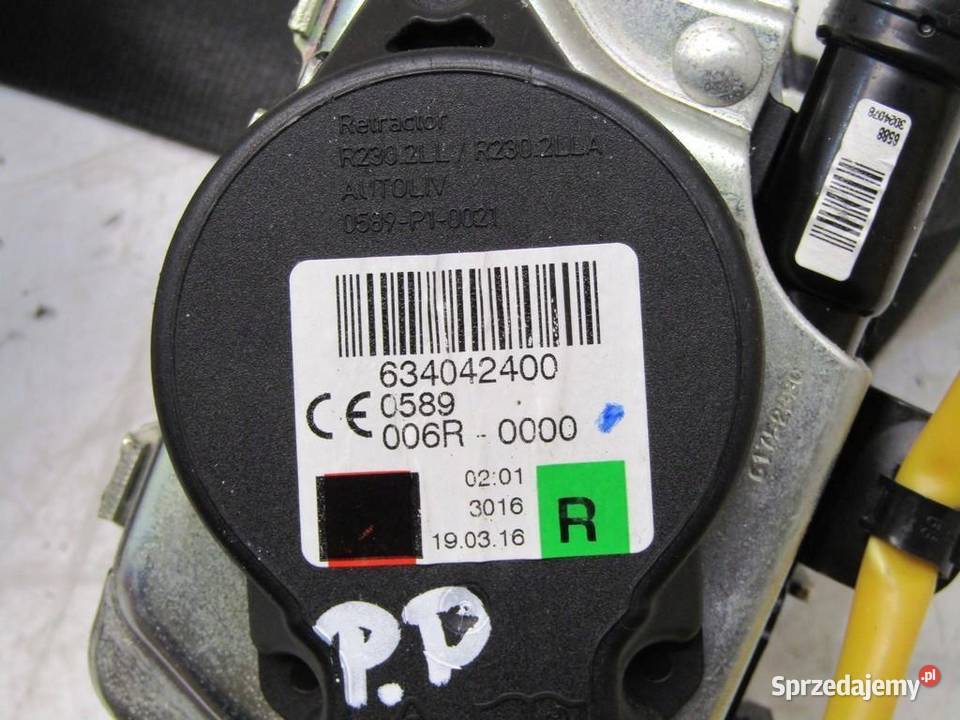 Retractor
R230.2LL / R230.2LLA
AUTOLIV
0589-P1-0021
6588
3024078
634042400
CE 0589
006R - 0000
02:01
3016
19.03.16
R
P.P
Sprzedajemy.pl